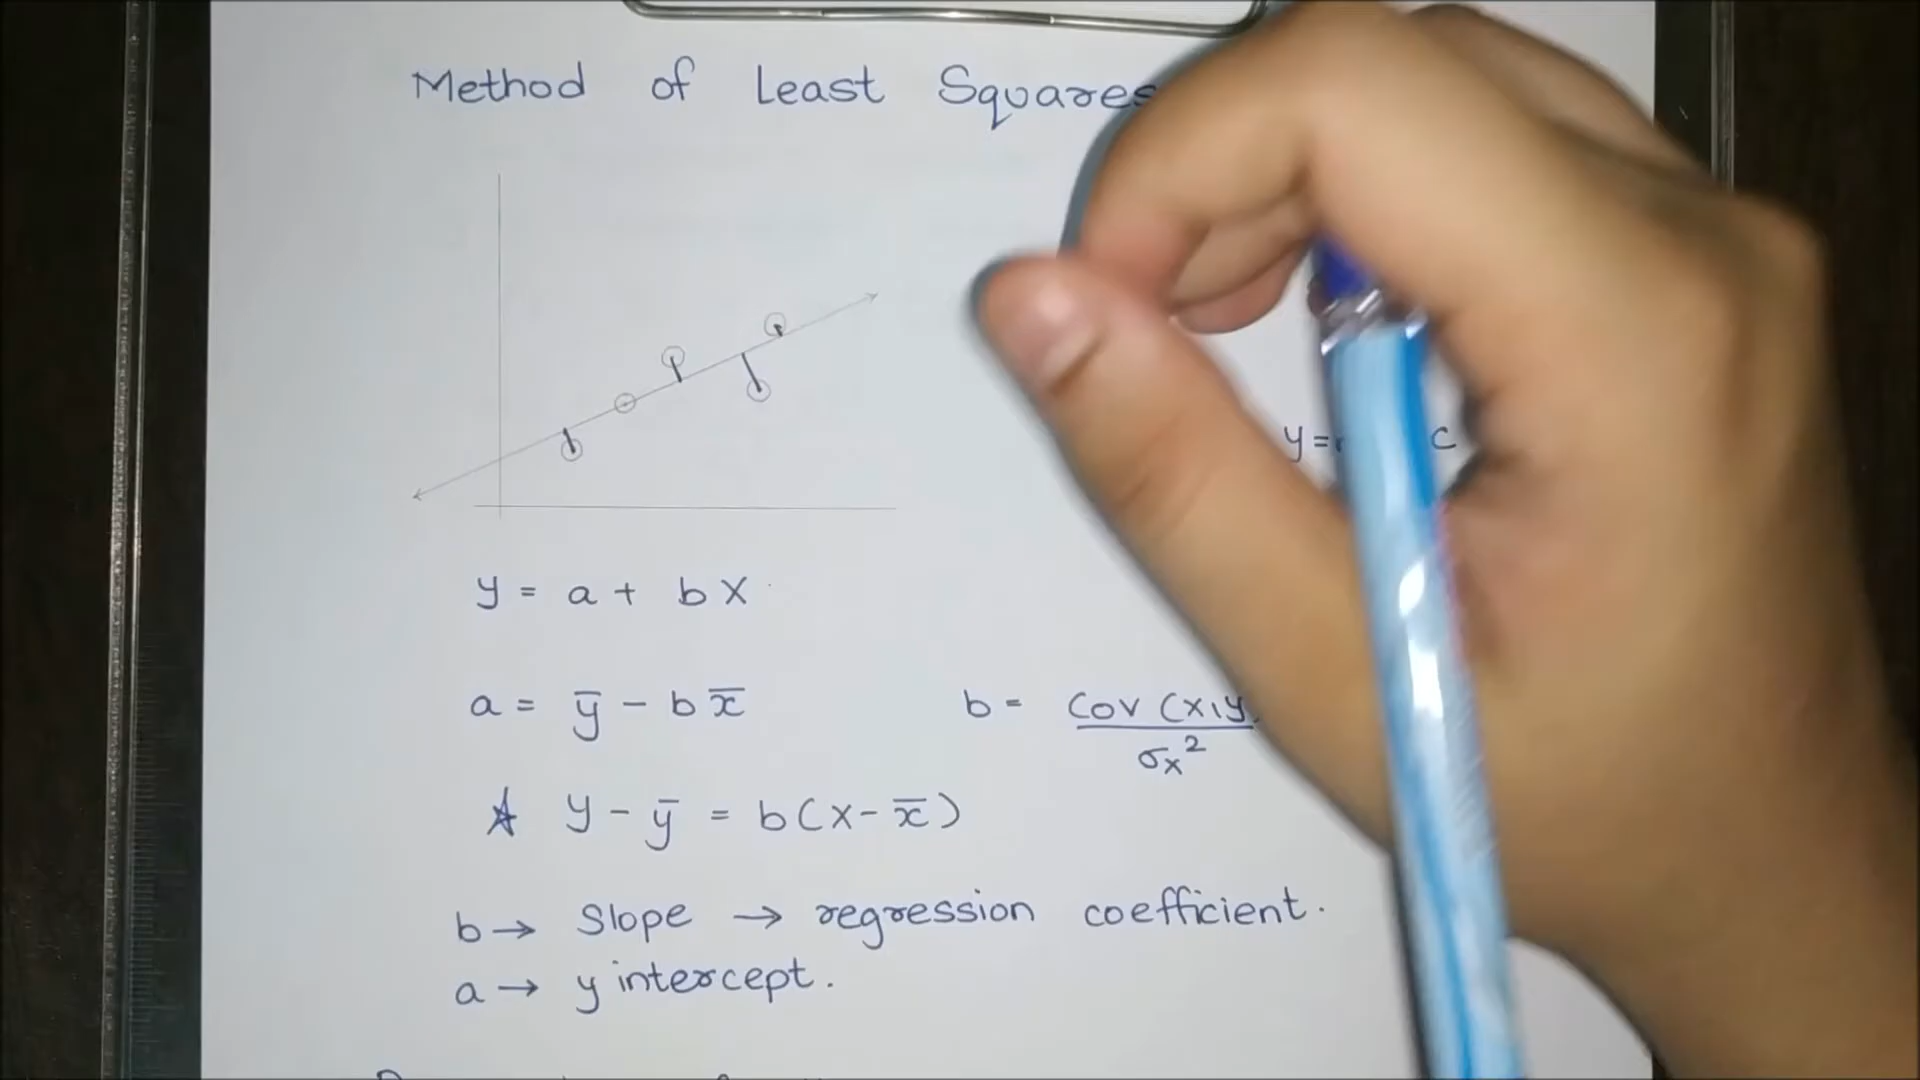 Method of Least Squares
y = c
y = a + bX
a = y̅ - bx̅
b = Cov (x,y
σx²
☆ y - y̅ = b(x - x̅)
b → Slope → regression coefficient.
a → y intercept.